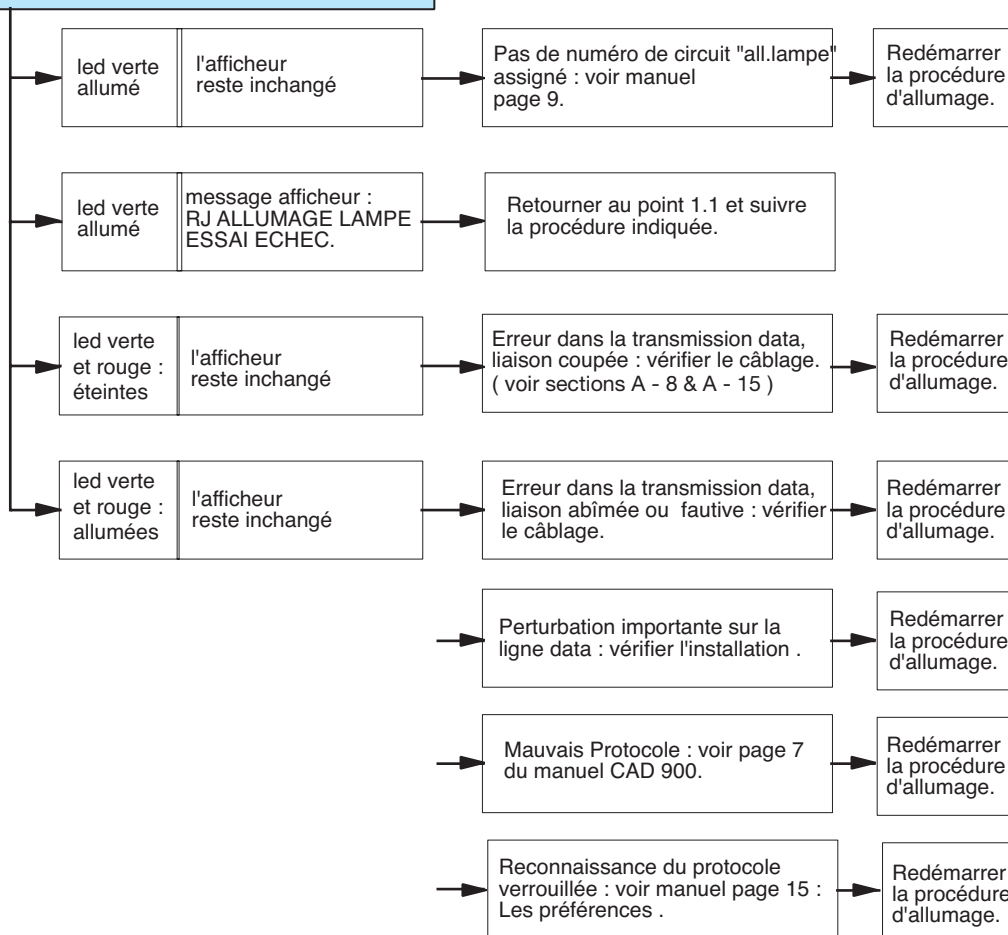 led verte
allumé
l'afficheur
reste inchangé
Pas de numéro de circuit "all.lampe"
assigné : voir manuel
page 9.
Redémarrer
la procédure
d'allumage.
led verte
allumé
message afficheur :
RJ ALLUMAGE LAMPE
ESSAI ECHEC.
Retourner au point 1.1 et suivre
la procédure indiquée.
led verte
et rouge :
éteintes
l'afficheur
reste inchangé
Erreur dans la transmission data,
liaison coupée : vérifier le câblage.
( voir sections A - 8 & A - 15 )
Redémarrer
la procédure
d'allumage.
led verte
et rouge :
allumées
l'afficheur
reste inchangé
Erreur dans la transmission data,
liaison abîmée ou fautive : vérifier
le câblage.
Redémarrer
la procédure
d'allumage.
Perturbation importante sur la
ligne data : vérifier l'installation .
Redémarrer
la procédure
d'allumage.
Mauvais Protocole : voir page 7
du manuel CAD 900.
Redémarrer
la procédure
d'allumage.
Reconnaissance du protocole
verrouillée : voir manuel page 15 :
Les préférences .
Redémarrer
la procédure
d'allumage.